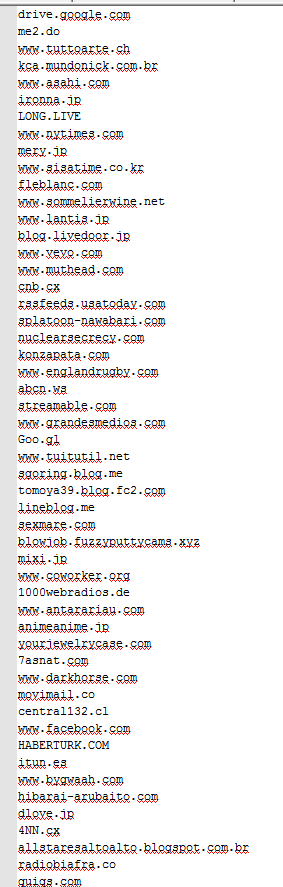 drive.google.com
me2.do
www.tuttoarte.ch
kca.mundonick.com.br
www.asahi.com
ironna.jp
LONG.LIVE
www.nytimes.com
mery.jp
www.sisatime.co.kr
fleblanc.com
www.sommelierwine.net
www.lantis.jp
blog.livedoor.jp
www.vevo.com
www.muthead.com
cnb.cx
rssfeeds.usatoday.com
splatoon-nawabari.com
nuclearsecrecy.com
konzapata.com
www.englandrugby.com
abcn.ws
streamable.com
www.grandesmedios.com
Goo.gl
www.tuitutil.net
sgoring.blog.me
tomoya39.blog.fc2.com
lineblog.me
sexmare.com
blowjob.fuzzyputtycams.xyz
mixi.jp
www.coworker.org
1000webradios.de
www.antarariau.com
animeanime.jp
yourjewelrycase.com
7asnat.com
www.darkhorse.com
movimail.co
central132.cl
www.facebook.com
HABERTURK.COM
itun.es
www.bygwaah.com
hibarai-arubaito.com
dlove.jp
4NN.cx
allstaresaltoalto.blogspot.com.br
radiobiafra.co